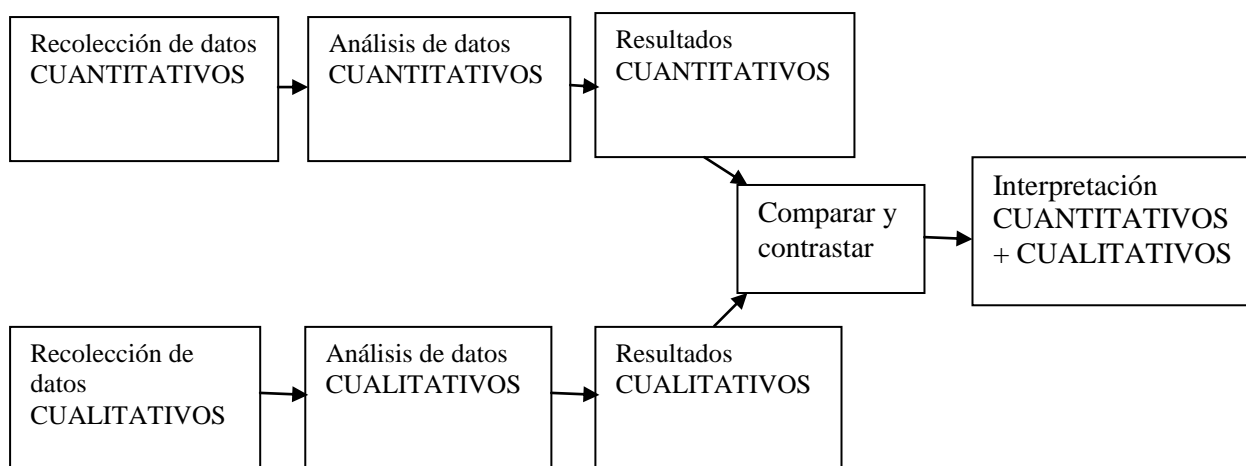 Recolección de datos
CUANTITATIVOS
Análisis de datos
CUANTITATIVOS
Resultados
CUANTITATIVOS
Comparar y
contrastar
Interpretación
CUANTITATIVOS
+ CUALITATIVOS
Recolección de
datos
CUALITATIVOS
Análisis de datos
CUALITATIVOS
Resultados
CUALITATIVOS